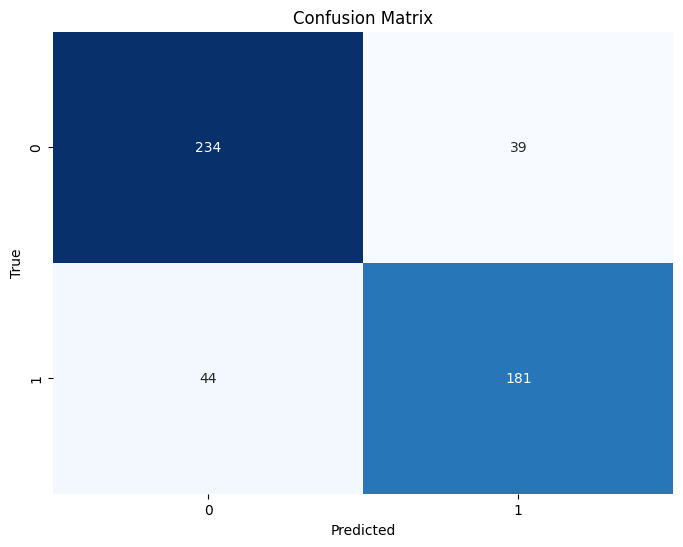 Confusion Matrix
True
0
234
39
1
44
181
0
1
Predicted